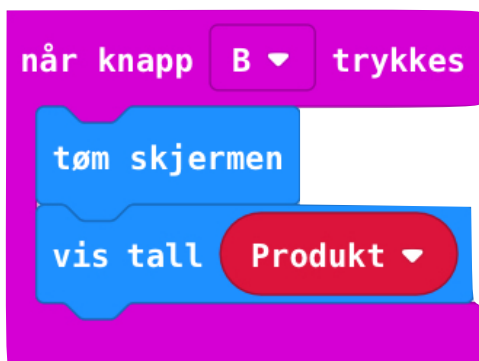 når knapp B trykkes
tøm skjermen
vis tall Produkt